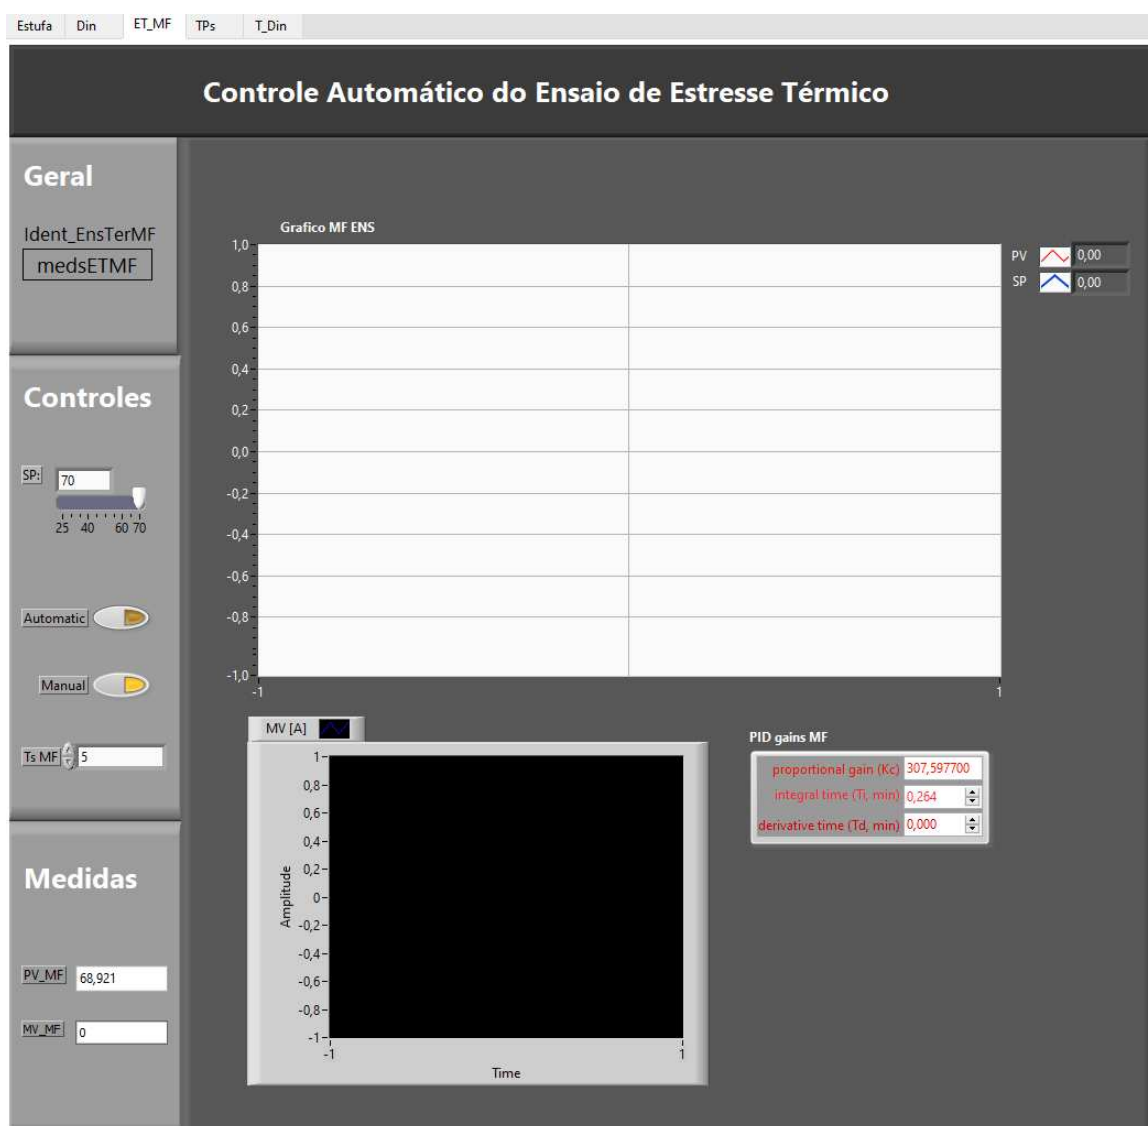 Estufa Din ET_MF TPs T_Din
Controle Automático do Ensaio de Estresse Térmico
Geral
Ident_EnsTerMF
medsETMF
Controles
SP: 70
25 40 60 70
Automatic
Manual
Ts MF 5
Medidas
PV_MF 68,921
MV_MF 0
Grafico MF ENS
1,0
0,8
0,6
0,4
0,2
0,0
-0,2
-0,4
-0,6
-0,8
-1,0
-1 1
PV 0,00
SP 0,00
MV [A]
1
0,8
0,6
0,4
0,2
0
-0,2
-0,4
-0,6
-0,8
-1
Amplitude
-1 1
Time
PID gains MF
proportional gain (Kc) 307,597700
integral time (Ti, min) 0,264
derivative time (Td, min) 0,000